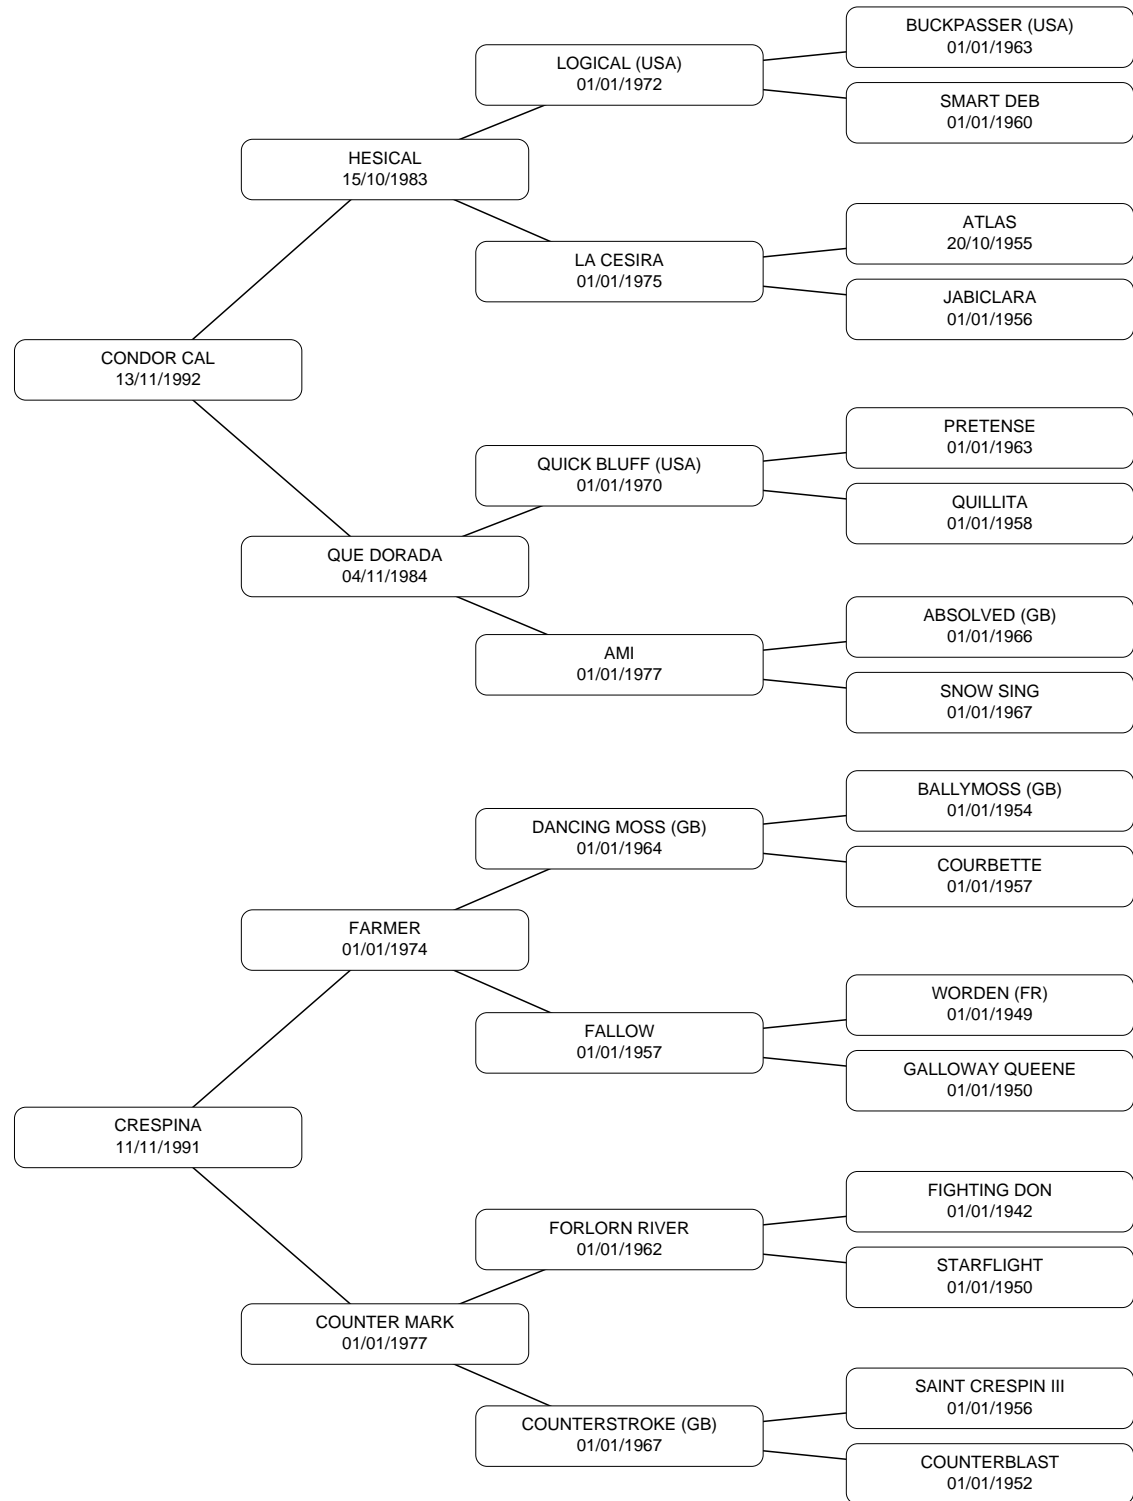 BUCKPASSER (USA)
01/01/1963
LOGICAL (USA)
01/01/1972
SMART DEB
01/01/1960
HESICAL
15/10/1983
ATLAS
20/10/1955
LA CESIRA
01/01/1975
JABICLARA
01/01/1956
CONDOR CAL
13/11/1992
PRETENSE
01/01/1963
QUICK BLUFF (USA)
01/01/1970
QUILLITA
01/01/1958
QUE DORADA
04/11/1984
ABSOLVED (GB)
01/01/1966
AMI
01/01/1977
SNOW SING
01/01/1967
BALLYMOSS (GB)
01/01/1954
DANCING MOSS (GB)
01/01/1964
COURBETTE
01/01/1957
FARMER
01/01/1974
WORDEN (FR)
01/01/1949
FALLOW
01/01/1957
GALLOWAY QUEENE
01/01/1950
CRESPINA
11/11/1991
FIGHTING DON
01/01/1942
FORLORN RIVER
01/01/1962
STARFLIGHT
01/01/1950
COUNTER MARK
01/01/1977
SAINT CRESPIN III
01/01/1956
COUNTERSTROKE (GB)
01/01/1967
COUNTERBLAST
01/01/1952